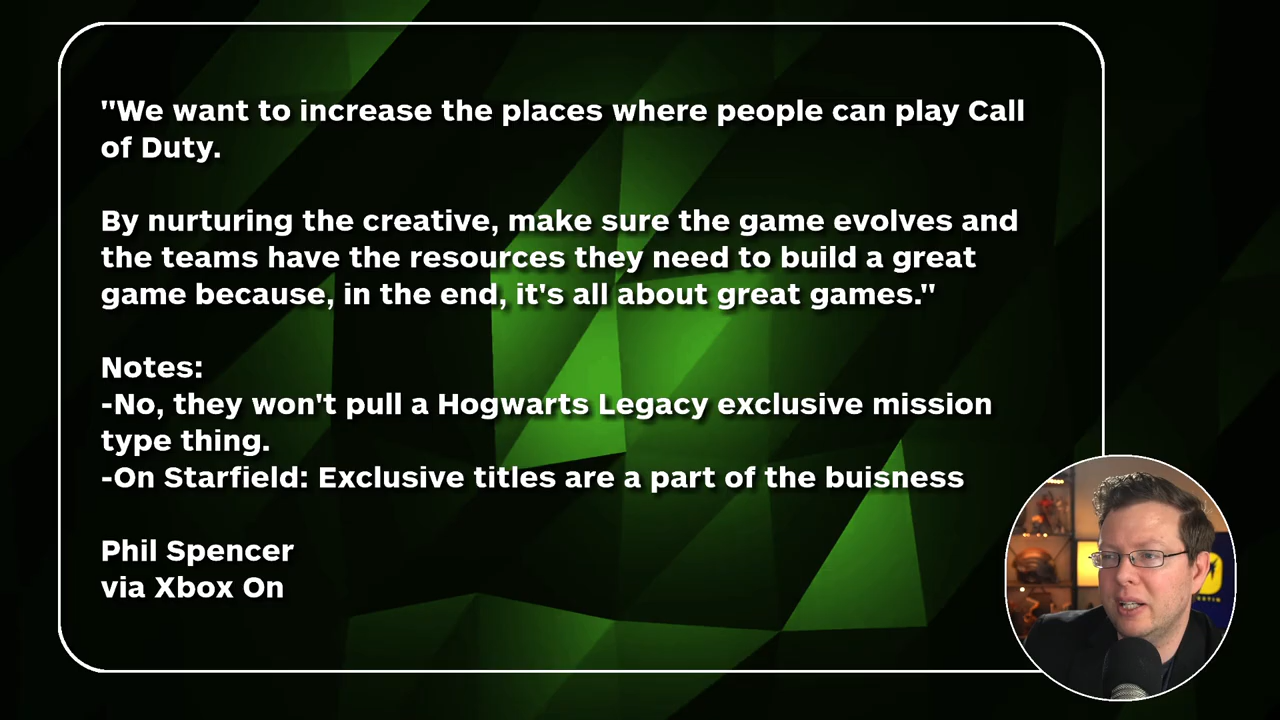 "We want to increase the places where people can play Call
of Duty.
By nurturing the creative, make sure the game evolves and
the teams have the resources they need to build a great
game because, in the end, it's all about great games."
Notes:
-No, they won't pull a Hogwarts Legacy exclusive mission
type thing.
-On Starfield: Exclusive titles are a part of the buisness
Phil Spencer
via Xbox On